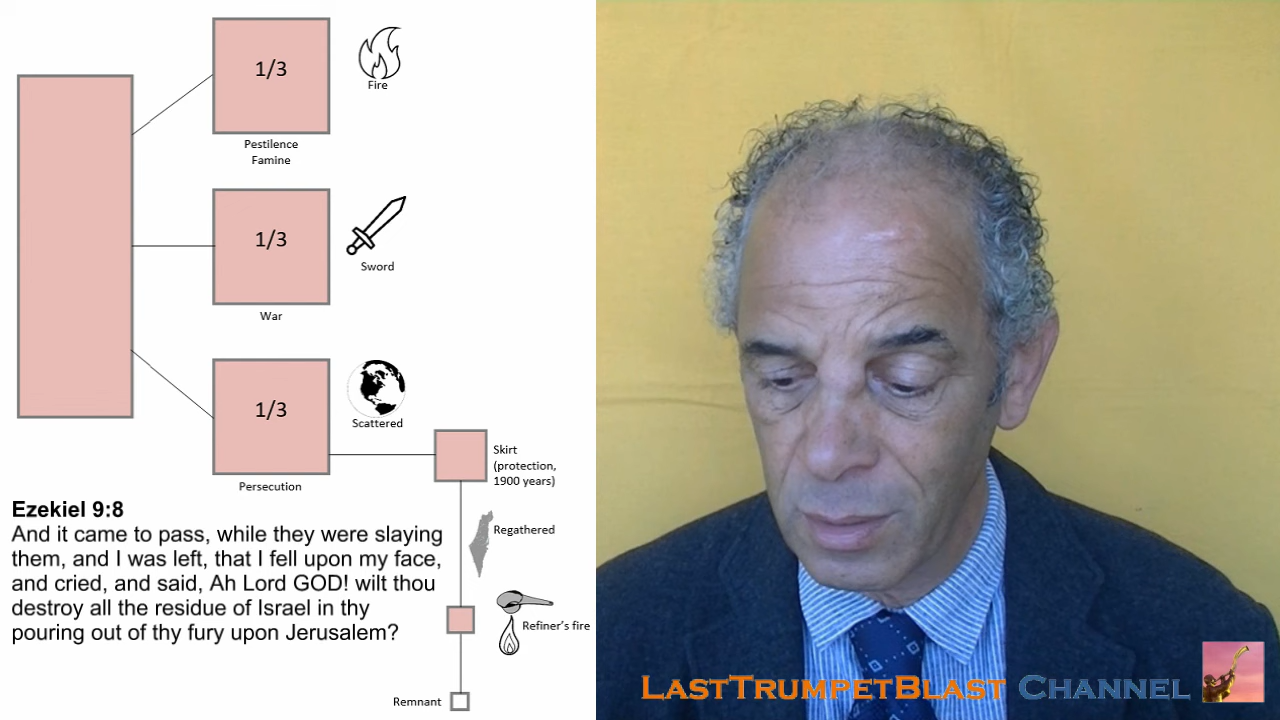 1/3
Fire
Pestilence
Famine
1/3
Sword
War
1/3
Scattered
Persecution
Skirt
(protection,
1900 years)
Regathered
Refiner's fire
Remnant
Ezekiel 9:8
And it came to pass, while they were slaying
them, and I was left, that I fell upon my face,
and cried, and said, Ah Lord GOD! wilt thou
destroy all the residue of Israel in thy
pouring out of thy fury upon Jerusalem?
LASTTRUMPETBLAST CHANNEL